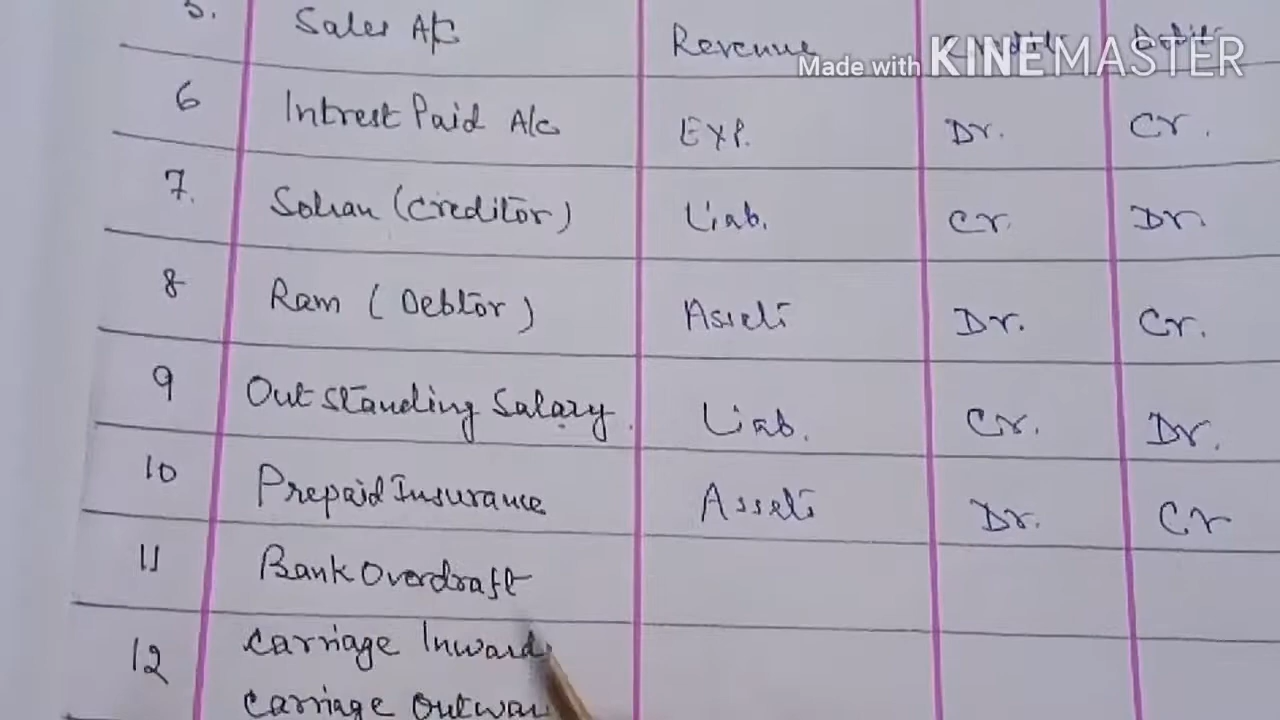 5. Sales A/c Revenue
Made with KINEMASTER
6 Intrest Paid A/c Exp. Dr. Cr.
7. Sohan (Creditor) Liab. Cr. Dr.
8 Ram (Debtor) Assets Dr. Cr.
9 Outstanding Salary. Liab. Cr. Dr.
10 Prepaid Insurance Assets Dr. Cr
11 Bank Overdraft
12 Carriage Inward
Carriage